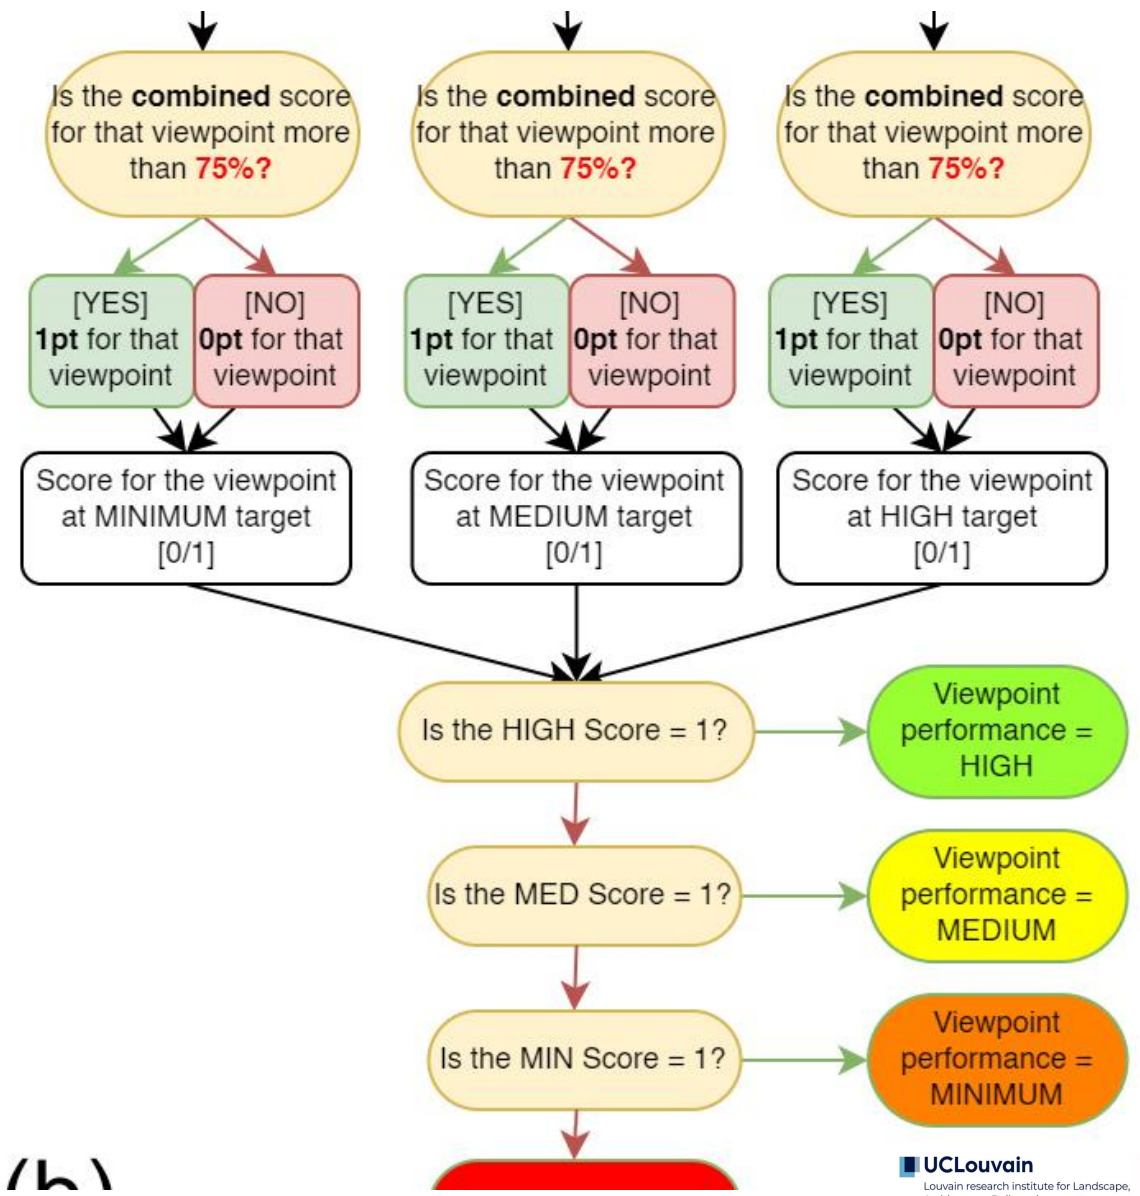 Is the combined score
for that viewpoint more
than 75%?
Is the combined score
for that viewpoint more
than 75%?
Is the combined score
for that viewpoint more
than 75%?
[YES]
1pt for that
viewpoint
[NO]
0pt for that
viewpoint
[YES]
1pt for that
viewpoint
[NO]
0pt for that
viewpoint
[YES]
1pt for that
viewpoint
[NO]
0pt for that
viewpoint
Score for the viewpoint
at MINIMUM target
[0/1]
Score for the viewpoint
at MEDIUM target
[0/1]
Score for the viewpoint
at HIGH target
[0/1]
Is the HIGH Score = 1?
Viewpoint
performance =
HIGH
Is the MED Score = 1?
Viewpoint
performance =
MEDIUM
Is the MIN Score = 1?
Viewpoint
performance =
MINIMUM
(b)
UCLouvain
Louvain research institute for Landscape,